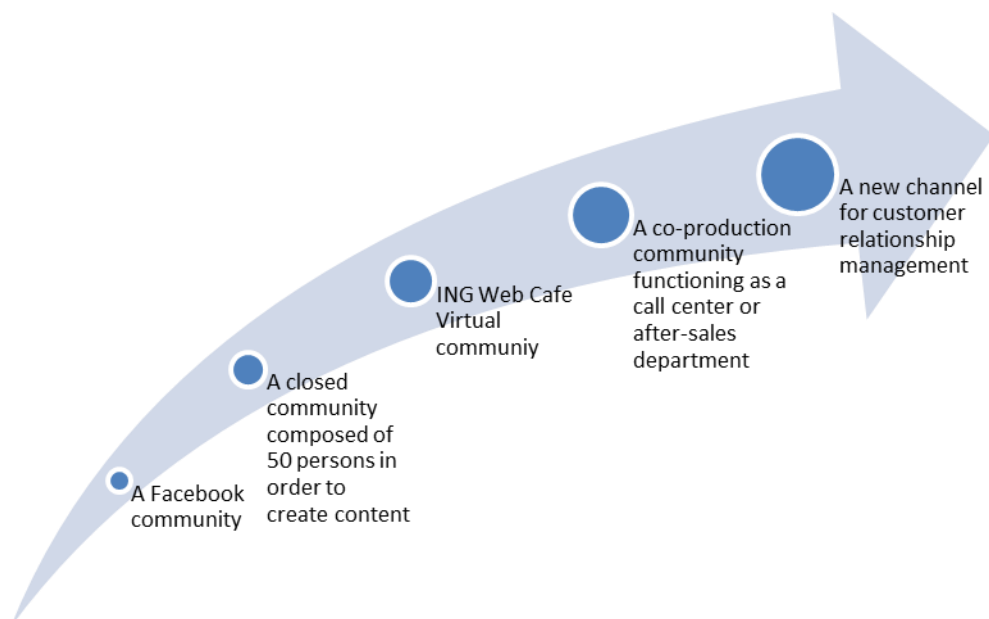 A Facebook
community
A closed
community
composed of
50 persons in
order to
create content
ING Web Cafe
Virtual
communiy
A co-production
community
functioning as a
call center or
after-sales
department
A new channel
for customer
relationship
management